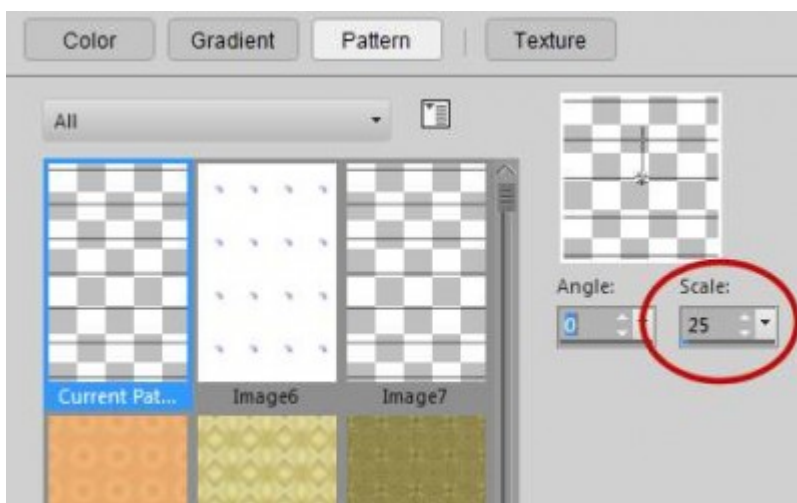 Color Gradient Pattern Texture
All
Angle: Scale:
0 25
Current Pat... Image6 Image7